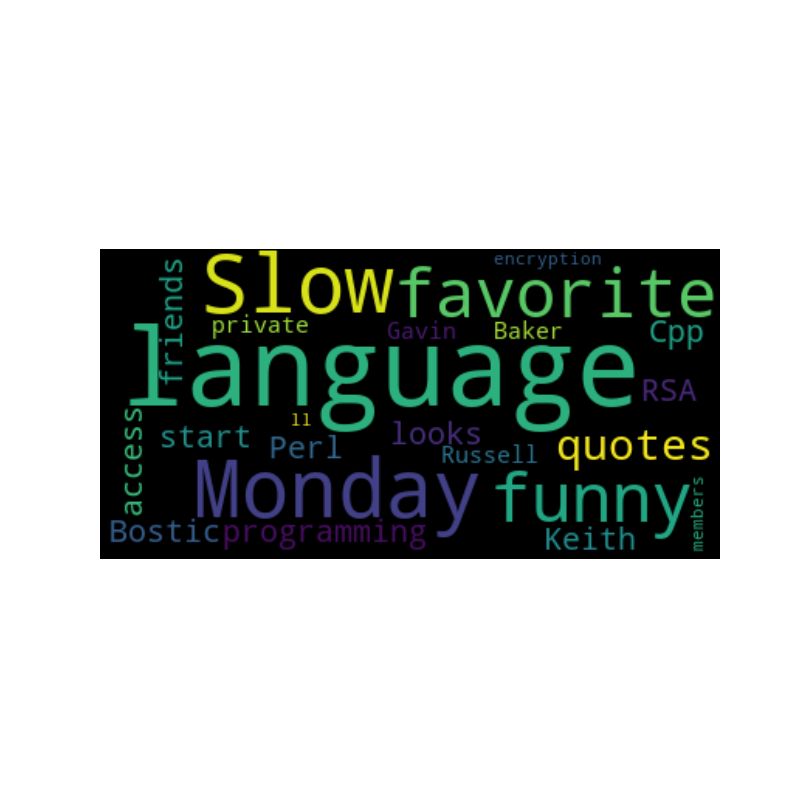 encryption
Slow
favorite
friends
private
Gavin
Baker
Cpp
language
RSA
access
ll
start
Perl
looks
Russell
quotes
Monday
funny
members
Bostic
programming
Keith